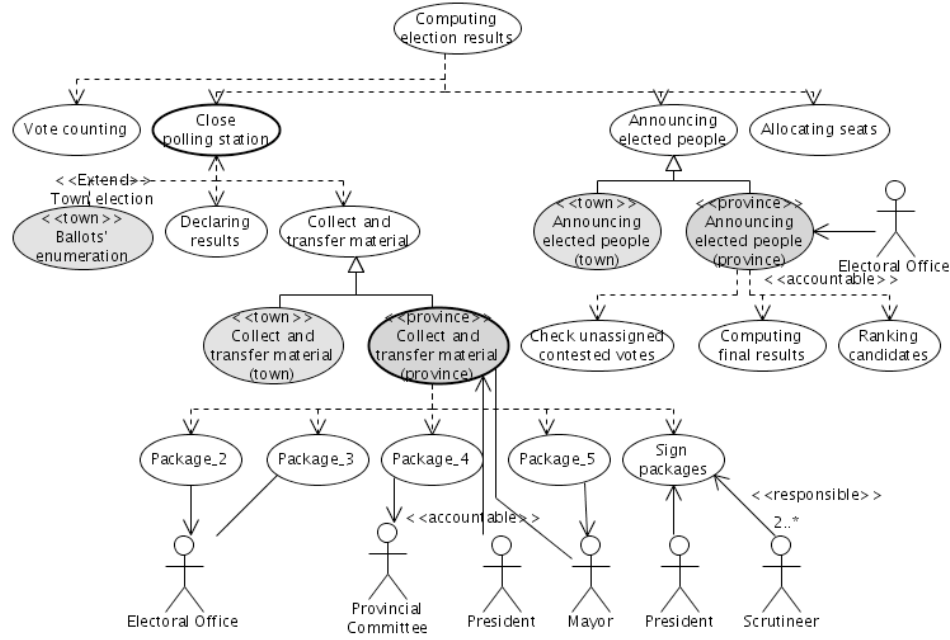 Computing
election results
Vote counting
Close
polling station
Announcing
elected people
Allocating seats
<<Extend>>
Town election
<<town>>
Ballots'
enumeration
Declaring
results
Collect and
transfer material
<<town>>
Announcing
elected people
(town)
<<province>>
Announcing
elected people
(province)
Electoral Office
<<accountable>>
<<town>>
Collect and
transfer material
(town)
<<province>>
Collect and
transfer material
(province)
Check unassigned
contested votes
Computing
final results
Ranking
candidates
Package_2
Package_3
Package_4
Package_5
Sign
packages
<<responsible>>
<<accountable>>
2..*
Electoral Office
Provincial
Committee
President
Mayor
President
Scrutineer